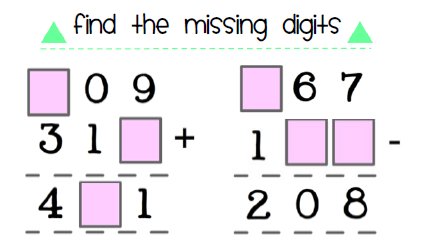 find the missing digits
0 9 6 7
3 1 + 1 -
4 1 2 0 8